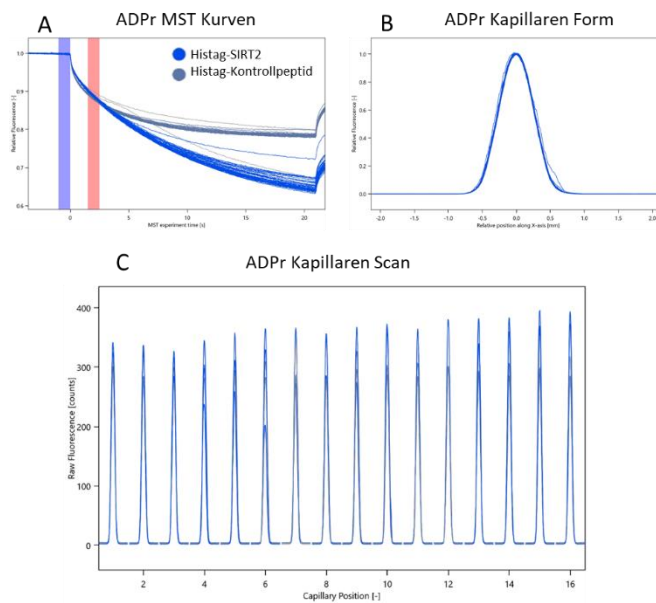 A
ADPr MST Kurven
Relative Fluorescence [-]
1.0
0.9
0.8
0.7
0.6
Histag-SIRT2
Histag-Kontrollpeptid
0
5
10
15
20
MST experiment time [s]
B
ADPr Kapillaren Form
Relative Fluorescence [-]
1.0
0.8
0.6
0.4
0.2
0.0
-2.0
-1.5
-1.0
-0.5
0.0
0.5
1.0
1.5
2.0
Relative position along X-axis [mm]
C
ADPr Kapillaren Scan
Raw Fluorescence [counts]
400
300
200
100
0
2
4
6
8
10
12
14
16
Capillary Position [-]